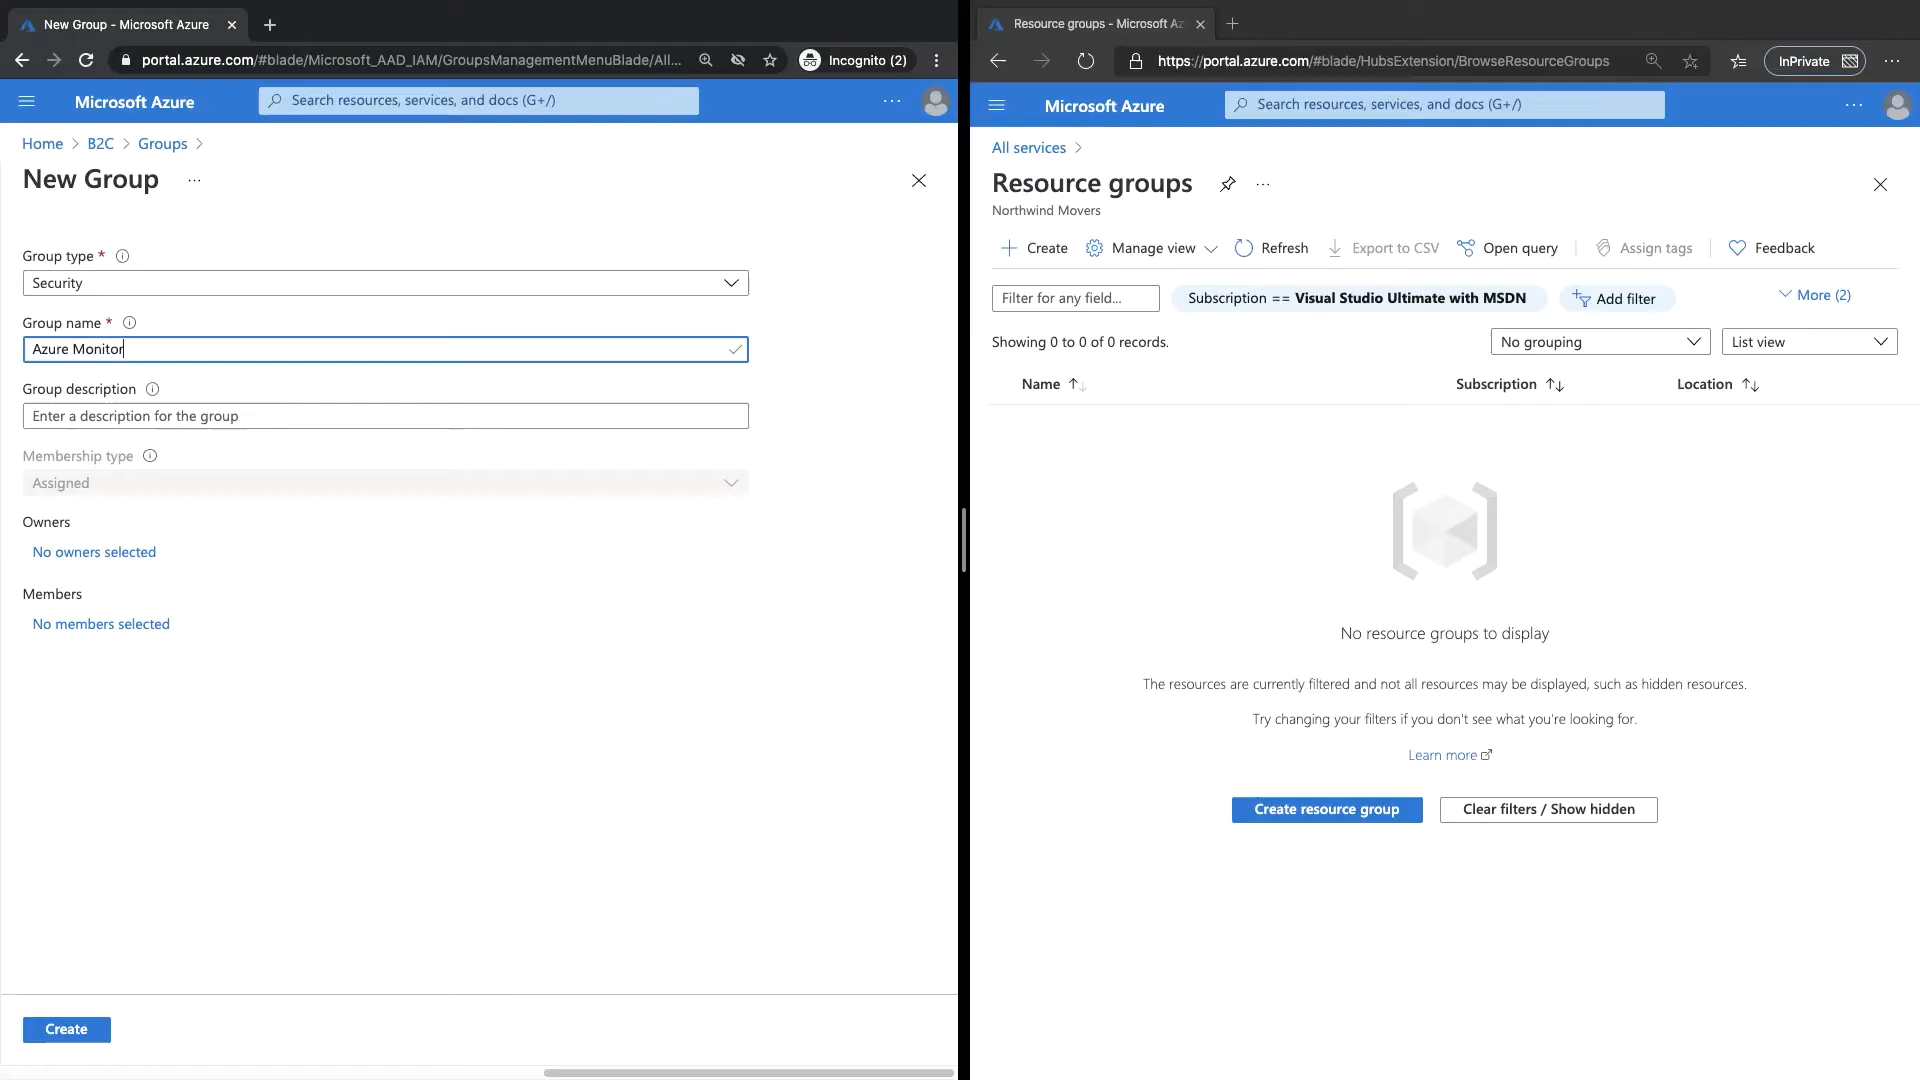 New Group - Microsoft Azure
portal.azure.com/#blade/Microsoft_AAD_IAM/GroupsManagementMenuBlade/All...
Incognito (2)
Microsoft Azure
Search resources, services, and docs (G+/)
Home > B2C > Groups >
New Group ...
Group type *
Security
Group name *
Azure Monitor
Group description
Enter a description for the group
Membership type
Assigned
Owners
No owners selected
Members
No members selected
Create
Resource groups - Microsoft Az
https://portal.azure.com/#blade/HubsExtension/BrowseResourceGroups
InPrivate
Microsoft Azure
Search resources, services, and docs (G+/)
All services >
Resource groups ...
Northwind Movers
Create Manage view Refresh Export to CSV Open query Assign tags Feedback
Filter for any field... Subscription == Visual Studio Ultimate with MSDN Add filter More (2)
Showing 0 to 0 of 0 records. No grouping List view
Name Subscription Location
No resource groups to display
The resources are currently filtered and not all resources may be displayed, such as hidden resources.
Try changing your filters if you don't see what you're looking for.
Learn more
Create resource group Clear filters / Show hidden